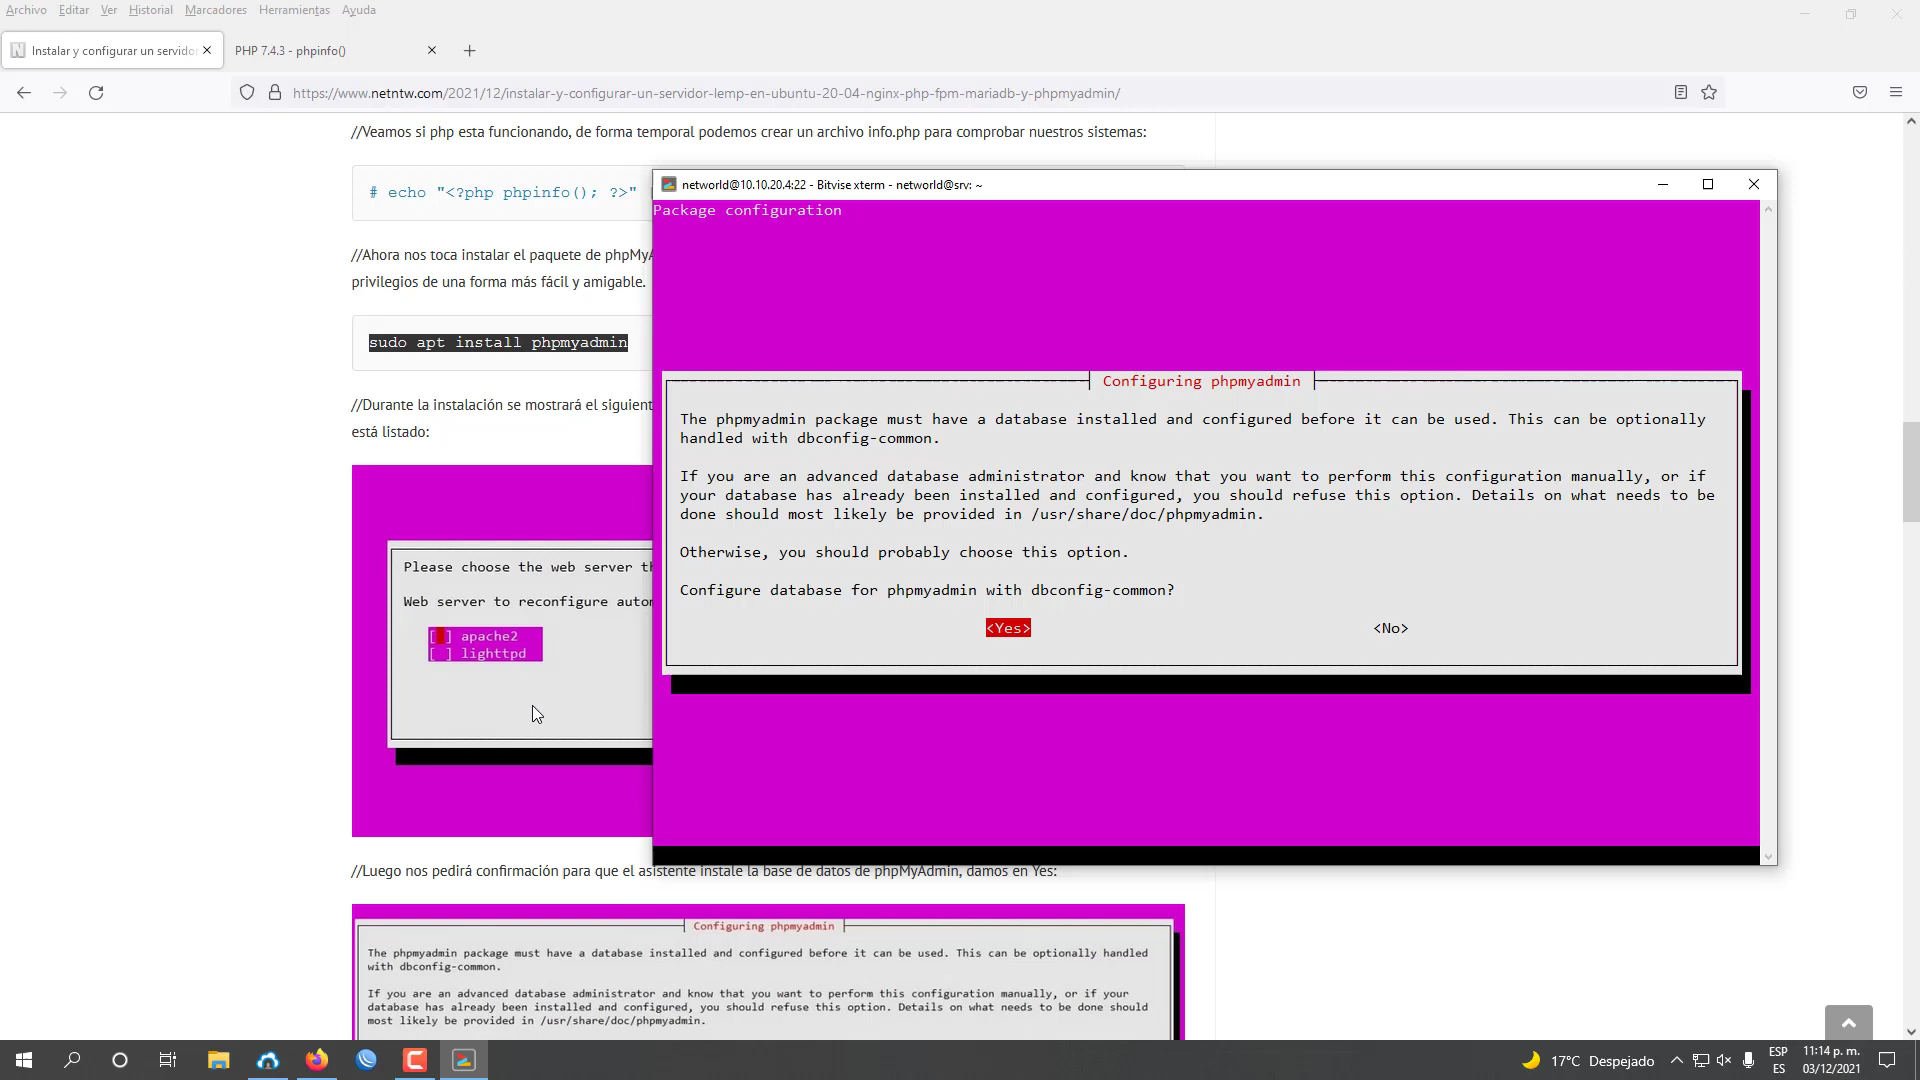 Archivo Editar Ver Historial Marcadores Herramientas Ayuda
Instalar y configurar un servidor
PHP 7.4.3 - phpinfo()
https://www.netntw.com/2021/12/instalar-y-configurar-un-servidor-lemp-en-ubuntu-20-04-nginx-php-fpm-mariadb-y-phpmyadmin/
//Veamos si php esta funcionando, de forma temporal podemos crear un archivo info.php para comprobar nuestros sistemas:
# echo "<?php phpinfo(); ?>"
//Ahora nos toca instalar el paquete de phpMyA
privilegios de una forma más fácil y amigable.
sudo apt install phpmyadmin
//Durante la instalación se mostrará el siguient
está listado:
Please choose the web server th
Web server to reconfigure autom
[ ] apache2
[ ] lighttpd
networld@10.10.20.4:22 - Bitvise xterm - networld@srv: ~
Package configuration
Configuring phpmyadmin
The phpmyadmin package must have a database installed and configured before it can be used. This can be optionally
handled with dbconfig-common.
If you are an advanced database administrator and know that you want to perform this configuration manually, or if
your database has already been installed and configured, you should refuse this option. Details on what needs to be
done should most likely be provided in /usr/share/doc/phpmyadmin.
Otherwise, you should probably choose this option.
Configure database for phpmyadmin with dbconfig-common?
<Yes> <No>
//Luego nos pedirá confirmación para que el asistente instale la base de datos de phpMyAdmin, damos en Yes:
Configuring phpmyadmin
The phpmyadmin package must have a database installed and configured before it can be used. This can be optionally handled
with dbconfig-common.
If you are an advanced database administrator and know that you want to perform this configuration manually, or if your
database has already been installed and configured, you should refuse this option. Details on what needs to be done should
most likely be provided in /usr/share/doc/phpmyadmin.
17°C Despejado
ESP
ES
11:14 p. m.
03/12/2021